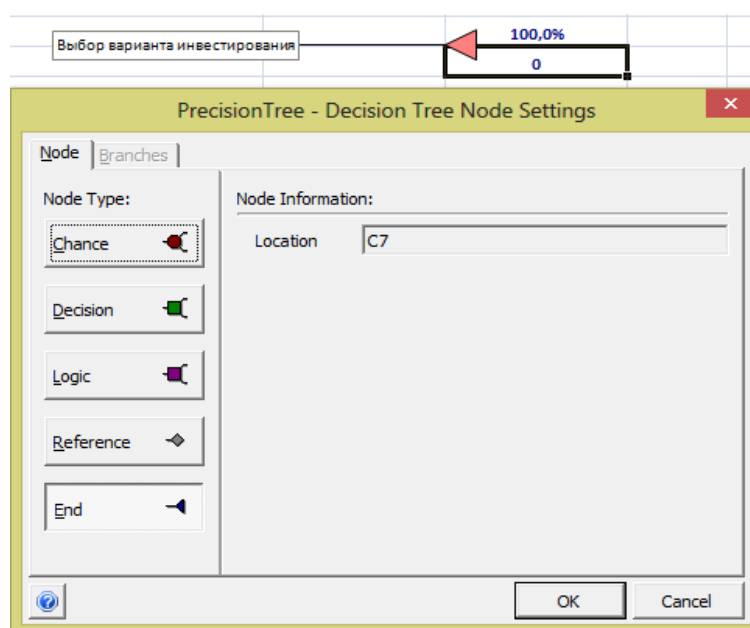 100,0%
Выбор варианта инвестирования
0
PrecisionTree - Decision Tree Node Settings
Node Branches
Node Type: Node Information:
Chance Location C7
Decision
Logic
Reference
End
OK Cancel